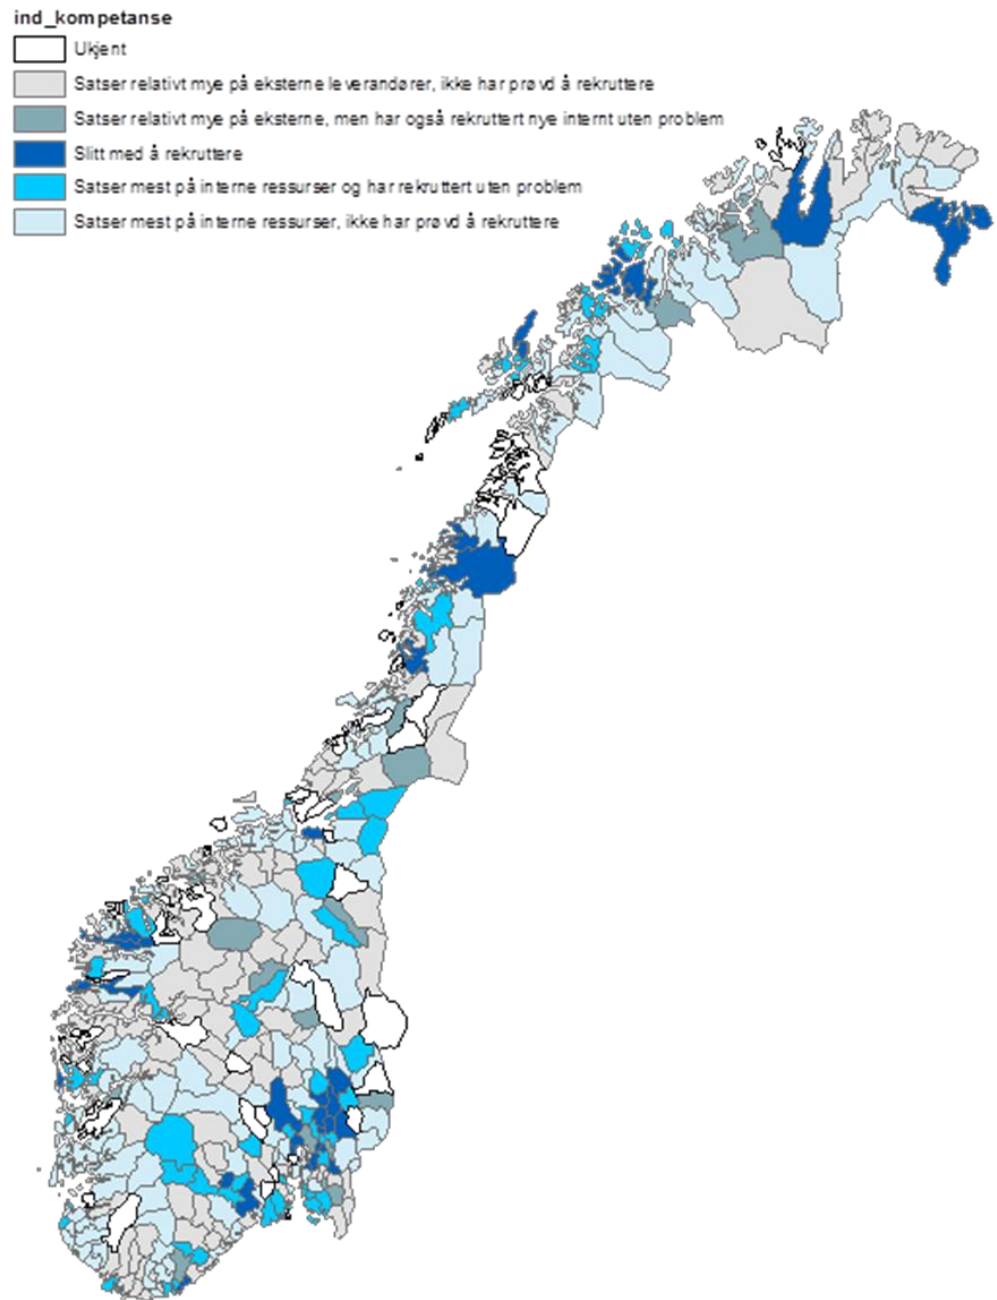 ind_kompetanse
Ukjent
Satser relativt mye på eksterne leverandører, ikke har prøvd å rekruttere
Satser relativt mye på eksterne, men har også rekruttert nye internt uten problem
Slitt med å rekruttere
Satser mest på interne ressurser og har rekruttert uten problem
Satser mest på interne ressurser, ikke har prøvd å rekruttere